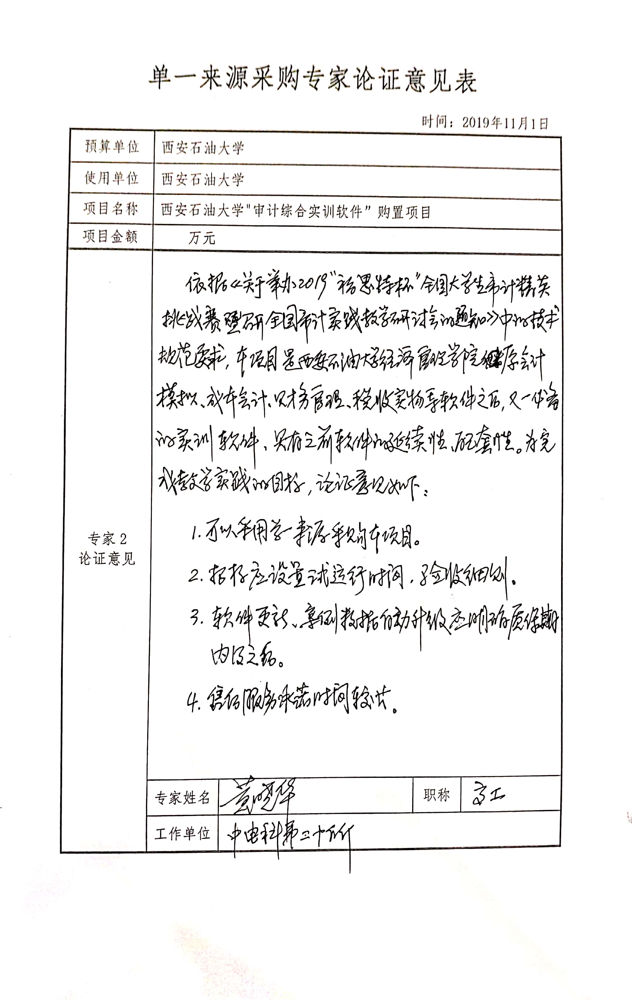 单一来源采购专家论证意见表
时间：2019年11月1日
预算单位 西安石油大学
使用单位 西安石油大学
项目名称 西安石油大学"审计综合实训软件”购置项目
项目金额 万元
依据《关于举办2019“福思特杯”全国大学生审计精英
挑战赛暨召开全国审计实践教学研讨会的通知》中的技术
规范要求，本项目是西安石油大学经济管理学院 会计
模拟、成本会计、财务管理、税收实物等软件之后，又一必备
的实训软件、具有之前软件的延续性、配套性。为完
成教学实践的目标，论证意见如下：
专家2
论证意见
1.可以采用单一来源采购本项目。
2.招标应设置试运行时间，验收细则。
3.软件更新、案例数据自动升级应明确质保期
内及之后。
4.售后服务承诺时间较长。
专家姓名 黄晓华 职称 高工
工作单位 中电科第二十 所